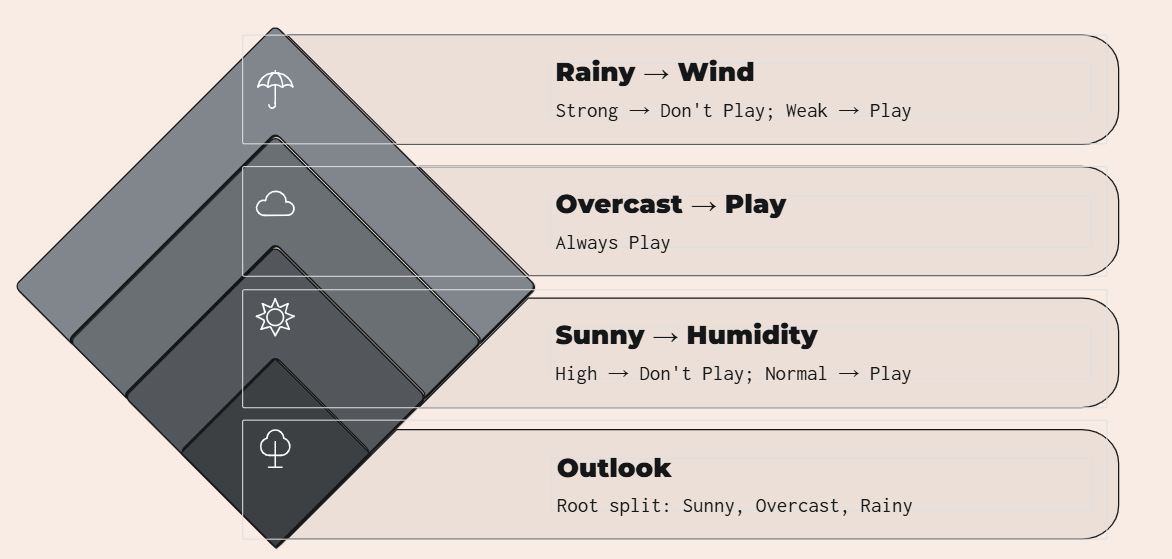 Rainy → Wind
Strong → Don't Play; Weak → Play
Overcast → Play
Always Play
Sunny → Humidity
High → Don't Play; Normal → Play
Outlook
Root split: Sunny, Overcast, Rainy